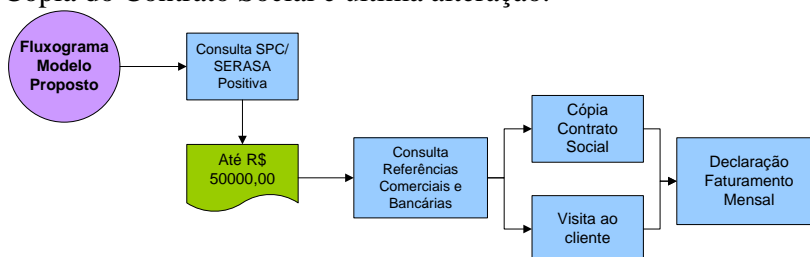 Cópia do Contrato Social e última alteração.
Fluxograma
Modelo
Proposto
Consulta SPC/
SERASA
Positiva
Até R$
50000,00
Consulta
Referências
Comerciais e
Bancárias
Cópia
Contrato
Social
Visita ao
cliente
Declaração
Faturamento
Mensal